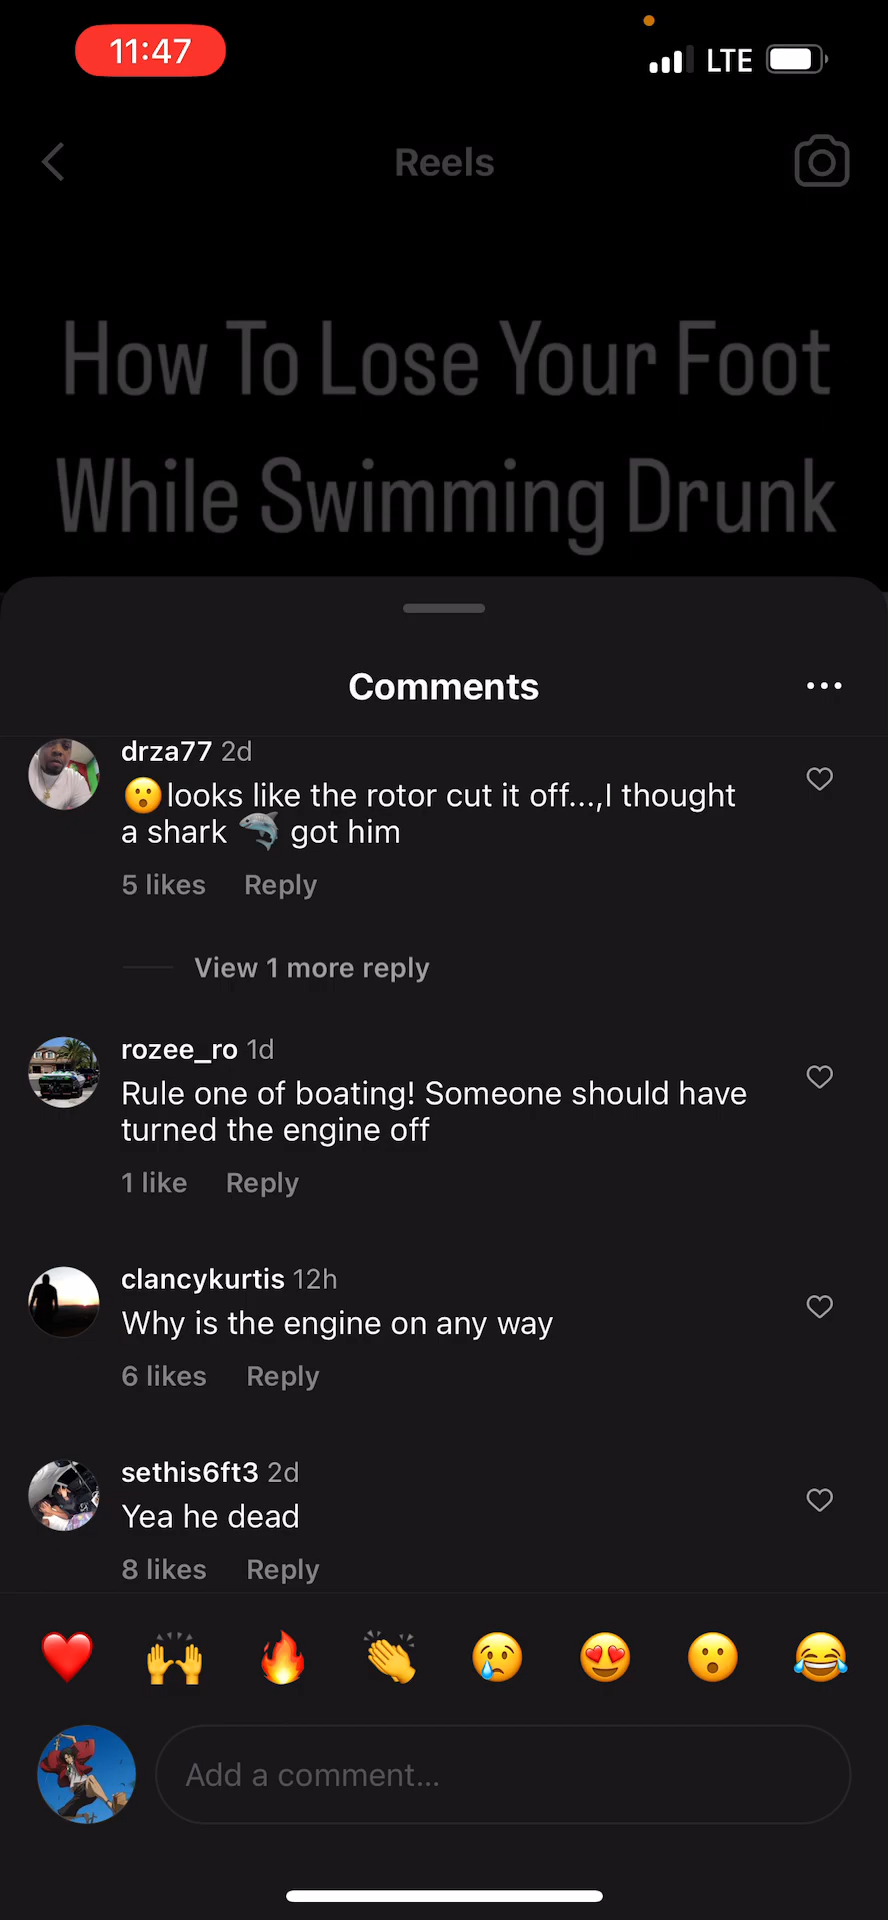 11:47
LTE
Reels
How To Lose Your Foot
While Swimming Drunk
Comments
drza77 2d
😮looks like the rotor cut it off...,I thought
a shark 🦈 got him
5 likes Reply
View 1 more reply
rozee_ro 1d
Rule one of boating! Someone should have
turned the engine off
1 like Reply
clancykurtis 12h
Why is the engine on any way
6 likes Reply
sethis6ft3 2d
Yea he dead
8 likes Reply
Add a comment...